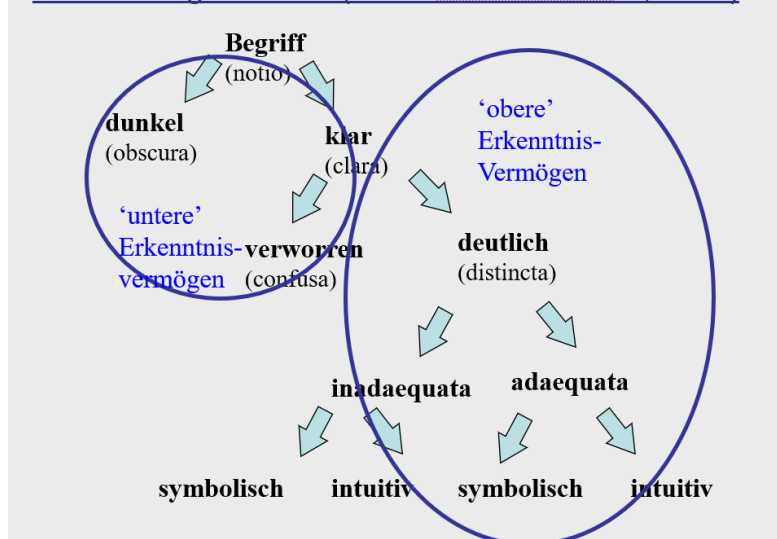 Begriff
(notio)
dunkel
(obscura)
klar
(clara)
‘obere’
Erkenntnis-
Vermögen
‘untere’
Erkenntnis-
vermögen
verworren
(confusa)
deutlich
(distincta)
inadaequata
adaequata
symbolisch intuitiv symbolisch intuitiv